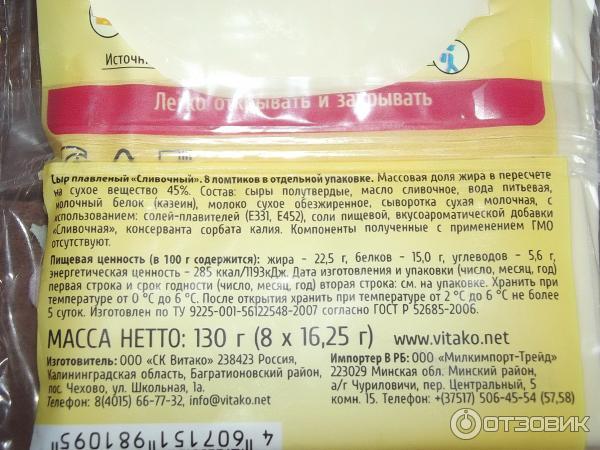 Источн
Легко открывать и закрывать
Сыр плавленый «Сливочный». 8 ломтиков в отдельной упаковке. Массовая доля жира в пересчете
на сухое вещество 45%. Состав: сыры полутвердые, масло сливочное, вода питьевая,
молочный белок (казеин), молоко сухое обезжиренное, сыворотка сухая молочная, с
использованием: солей-плавителей (Е331, Е452), соли пищевой, вкусоароматической добавки
«Сливочная», консерванта сорбата калия. Компоненты полученные с применением ГМО
отсутствуют.
Пищевая ценность (в 100 г содержится): жира - 22,5 г, белков - 15,0 г, углеводов - 5,6 г,
энергетическая ценность - 285 ккал/1193кДж. Дата изготовления и упаковки (число, месяц, год)
первая строка и срок годности (число, месяц, год) вторая строка: см. на упаковке. Хранить при
температуре от 0 °С до 6 °С. После открытия хранить при температуре от 2 °С до 6 °С не более
5 суток. Изготовлен по ТУ 9225-001-56122548-2007 согласно ГОСТ Р 52685-2006.
МАССА НЕТТО: 130 г (8 х 16,25 г) www.vitako.net
Изготовитель: ООО «СК Витако» 238423 Россия,
Калининградская область, Багратионовский район,
пос. Чехово, ул. Школьная, 1а.
Телефон: 8(4015) 66-77-32, info@vitako.net
Импортер В РБ: ООО «Милкимпорт-Трейд»
223029 Минская обл. Минский район,
а/г Чуриловичи, пер. Центральный, 5
комн. 15. Телефон: +(37517) 506-45-54 (57,58)
4 607151 981095
ОТЗОВИК